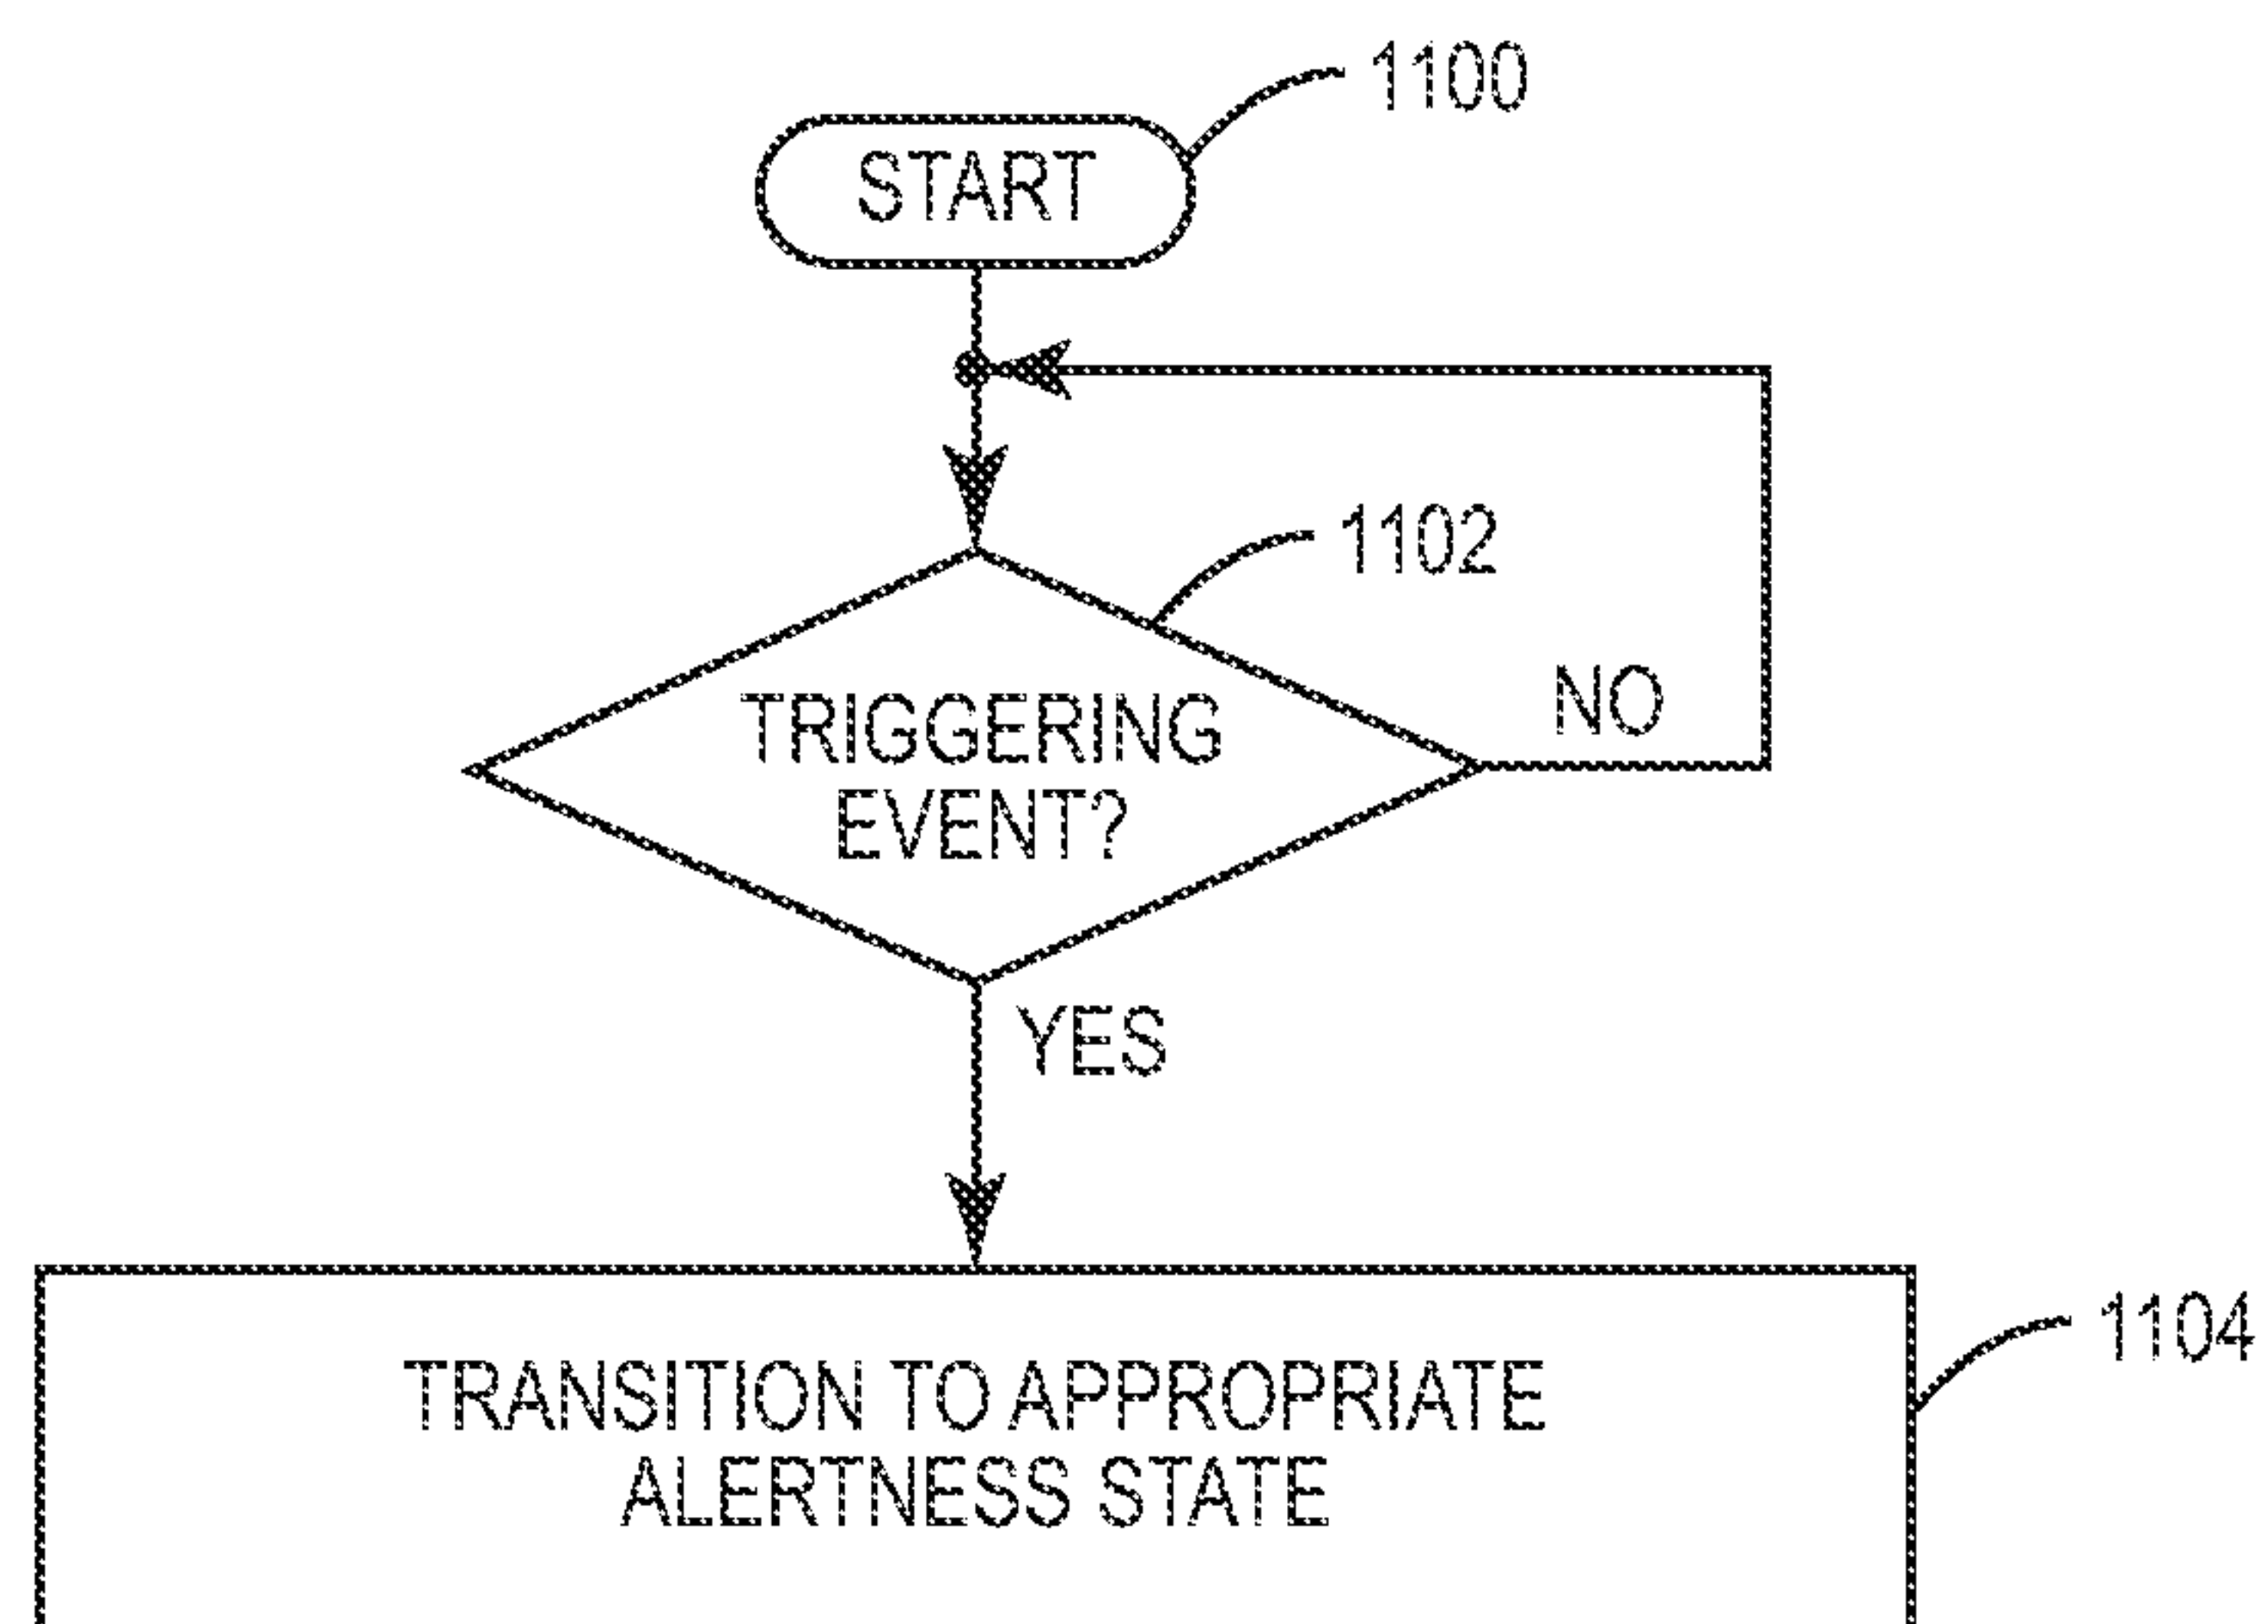 1100
START
1102
NO
TRIGGERING
EVENT?
YES
1104
TRANSITION TO APPROPRIATE
ALERTNESS STATE